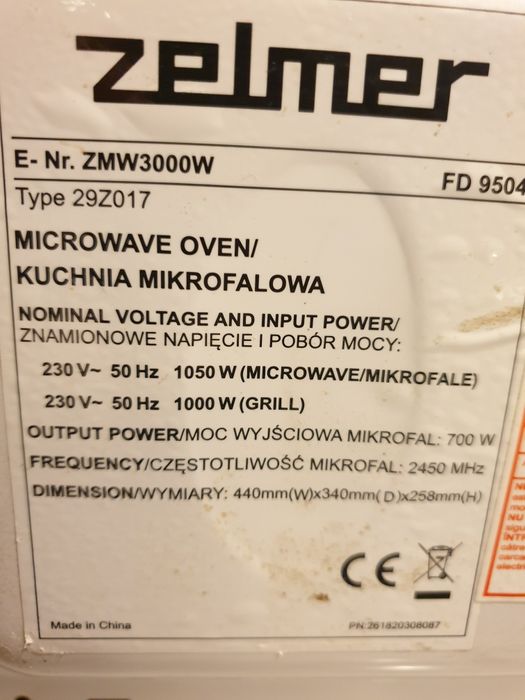 zelmer
E- Nr. ZMW3000W
FD 9504
Type 29Z017
MICROWAVE OVEN/
KUCHNIA MIKROFALOWA
NOMINAL VOLTAGE AND INPUT POWER/
ZNAMIONOWE NAPIĘCIE I POBÓR MOCY:
230 V~ 50 Hz 1050 W (MICROWAVE/MIKROFALE)
230 V~ 50 Hz 1000 W (GRILL)
OUTPUT POWER/MOC WYJŚCIOWA MIKROFAL: 700 W
FREQUENCY/CZĘSTOTLIWOŚĆ MIKROFAL: 2450 MHz
DIMENSION/WYMIARY: 440mm(W)x340mm(D)x258mm(H)
CE
Made in China
PN:261820308087